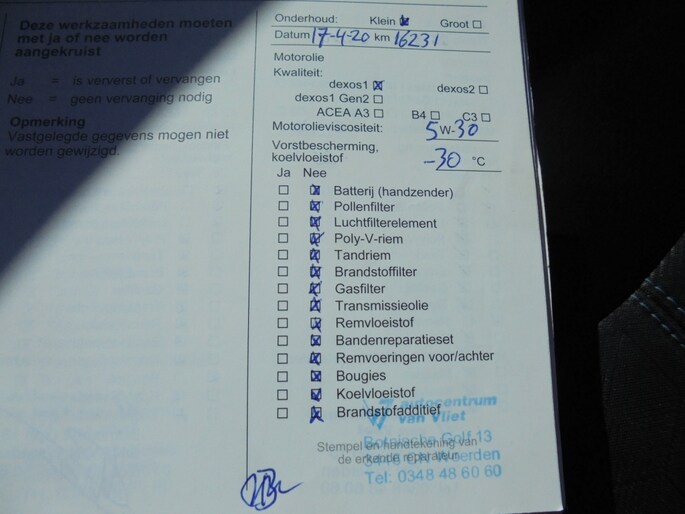 Deze werkzaamheden moeten
met ja of nee worden
aangekruist
Ja = is ververst of vervangen
Nee = geen vervanging nodig
Opmerking
Vastgelegde gegevens mogen niet
worden gewijzigd.
Onderhoud: Klein Groot
Datum 17-4-20 km 16231
Motorolie
Kwaliteit:
dexos1 dexos2
dexos1 Gen2
ACEA A3 B4 C3
Motorolieviscositeit: 5W-30
Vorstbescherming,
koelvloeistof -30 °C
Ja Nee
Batterij (handzender)
Pollenfilter
Luchtfilterelement
Poly-V-riem
Tandriem
Brandstoffilter
Gasfilter
Transmissieolie
Remvloeistof
Bandenreparatieset
Remvoeringen voor/achter
Bougies
Koelvloeistof
Brandstofadditief
autocentrum
van Vliet
Stempel en handtekening van
de erkende reparateur
Golf 13
Tel: 0348 48 60 60